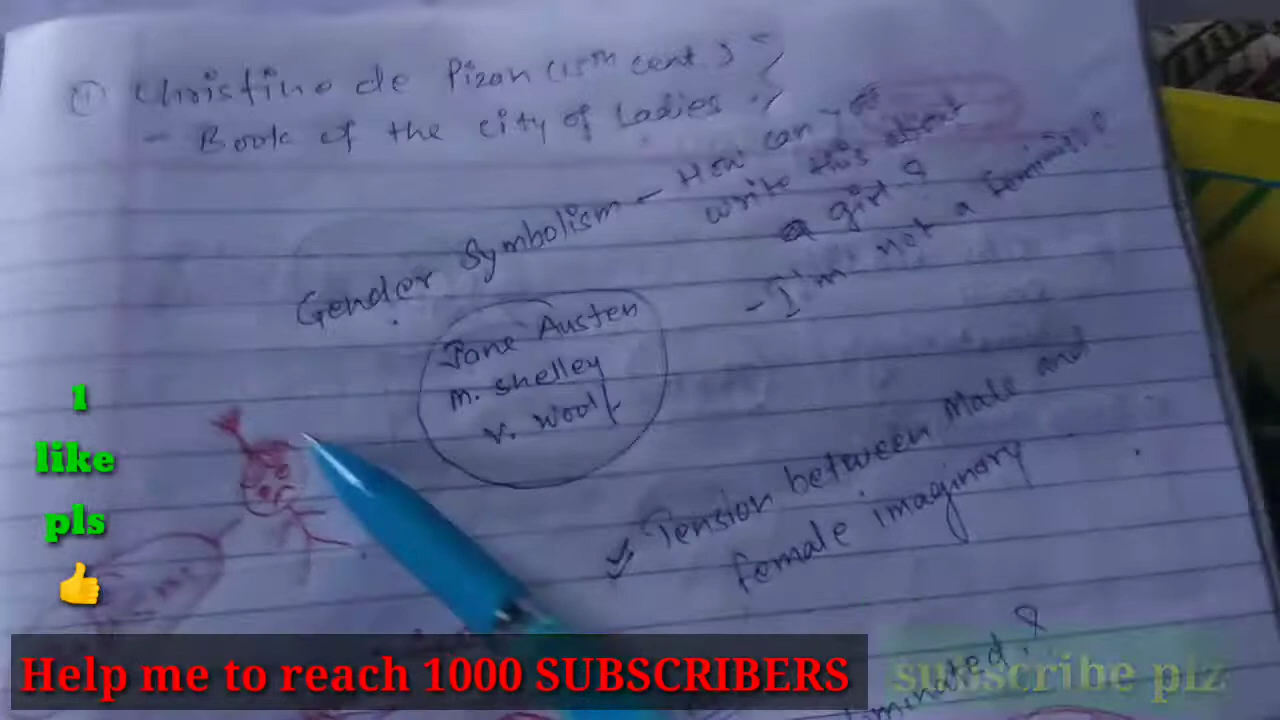 ① Christine de Pizan (15th cent.)
- Book of the city of Ladies
Gender Symbolism - How can you
write this about
a girl?
- I'm not a feminist?
Jane Austen
M. Shelley
V. Woolf
Tension between Male and
female imaginary
1
like
pls
👍
Help me to reach 1000 SUBSCRIBERS
subscribe plz